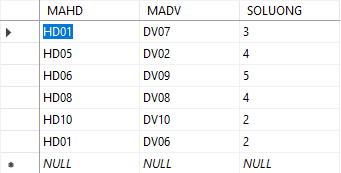 MAHD MADV SOLUONG
HD01 DV07 3
HD05 DV02 4
HD06 DV09 5
HD08 DV08 4
HD10 DV10 2
HD01 DV06 2
NULL NULL NULL